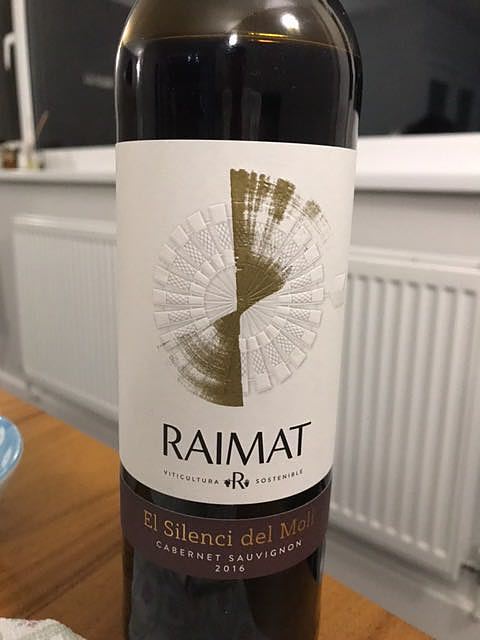 RAIMAT
VITICULTURA R SOSTENIBLE
El Silenci del Molí
CABERNET SAUVIGNON
2016